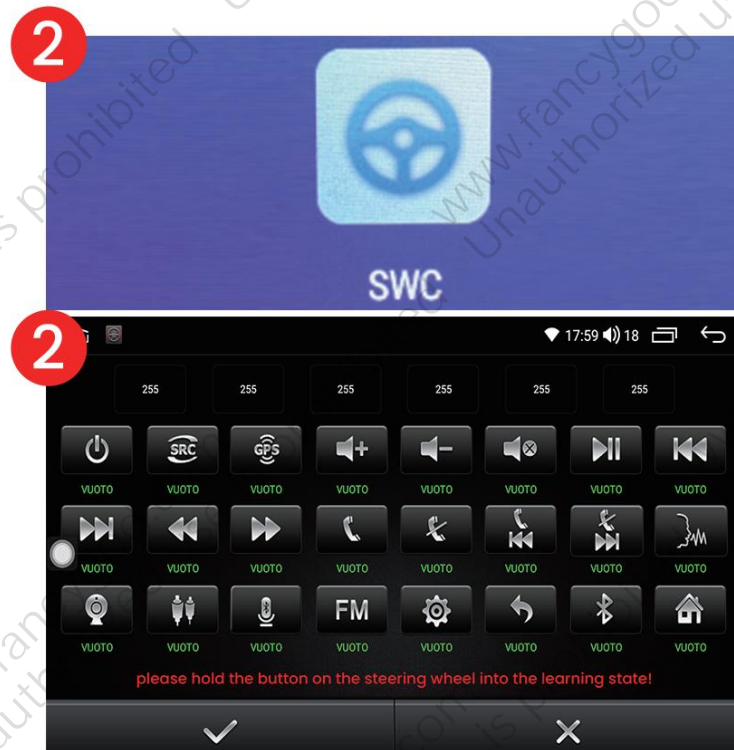 2
SWC
2
17:59 18
255 255 255 255 255 255
SRC GPS
VUOTO VUOTO VUOTO VUOTO VUOTO VUOTO VUOTO VUOTO
VUOTO VUOTO VUOTO VUOTO VUOTO VUOTO VUOTO VUOTO
FM
VUOTO VUOTO VUOTO VUOTO VUOTO VUOTO VUOTO VUOTO
please hold the button on the steering wheel into the learning state!